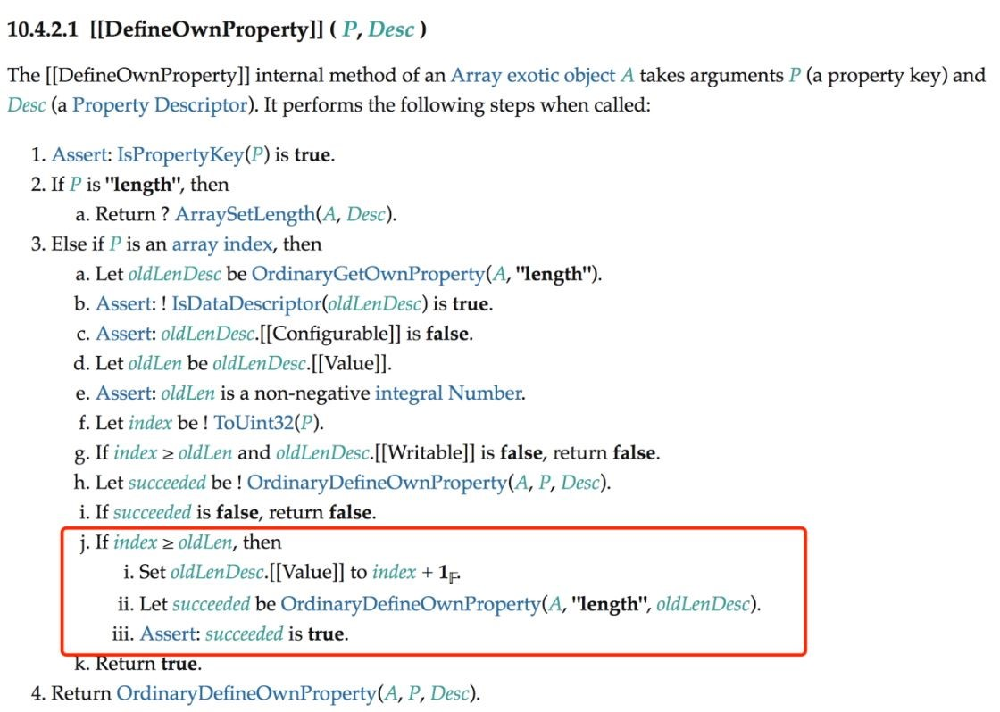 10.4.2.1 [[DefineOwnProperty]] ( P, Desc )
The [[DefineOwnProperty]] internal method of an Array exotic object A takes arguments P (a property key) and
Desc (a Property Descriptor). It performs the following steps when called:
1. Assert: IsPropertyKey(P) is true.
2. If P is "length", then
a. Return ? ArraySetLength(A, Desc).
3. Else if P is an array index, then
a. Let oldLenDesc be OrdinaryGetOwnProperty(A, "length").
b. Assert: ! IsDataDescriptor(oldLenDesc) is true.
c. Assert: oldLenDesc.[[Configurable]] is false.
d. Let oldLen be oldLenDesc.[[Value]].
e. Assert: oldLen is a non-negative integral Number.
f. Let index be ! ToUint32(P).
g. If index ≥ oldLen and oldLenDesc.[[Writable]] is false, return false.
h. Let succeeded be ! OrdinaryDefineOwnProperty(A, P, Desc).
i. If succeeded is false, return false.
j. If index ≥ oldLen, then
i. Set oldLenDesc.[[Value]] to index + 1𝔽.
ii. Let succeeded be OrdinaryDefineOwnProperty(A, "length", oldLenDesc).
iii. Assert: succeeded is true.
k. Return true.
4. Return OrdinaryDefineOwnProperty(A, P, Desc).